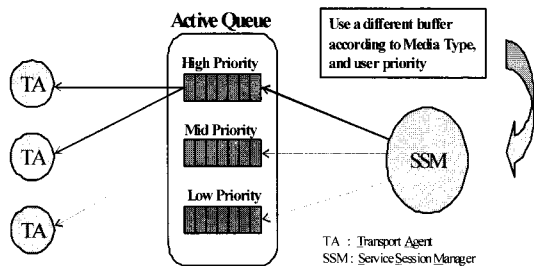 Active Queue
Use a different buffer
according to Media Type,
and user priority
High Priority
TA
Mid Priority
TA
SSM
Low Priority
TA
TA : Transport Agent
SSM : Service Session Manager